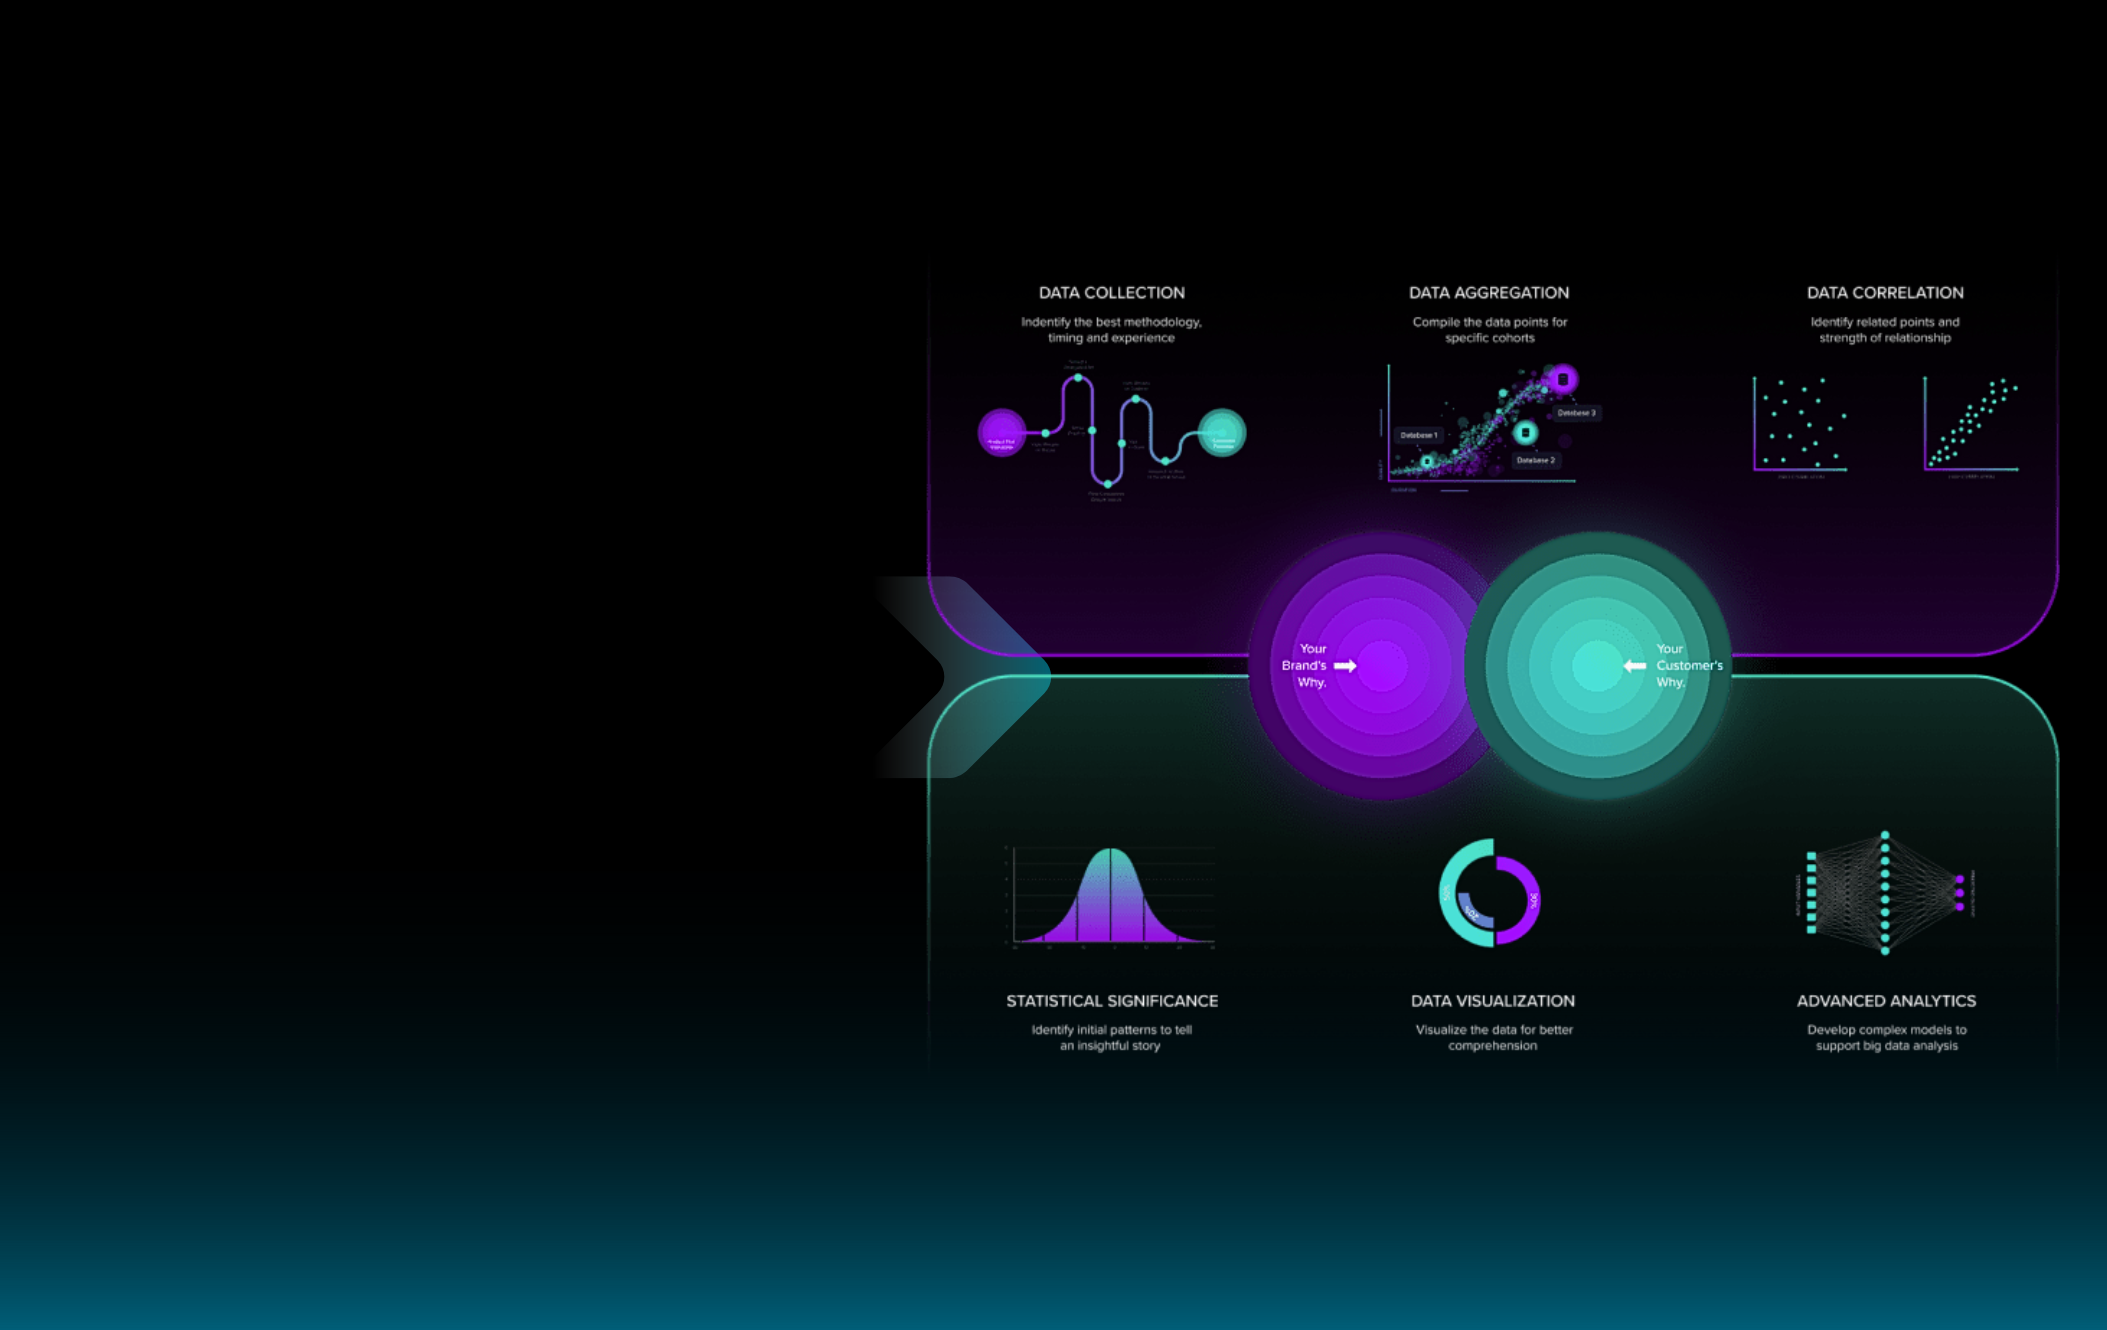 DATA COLLECTION
Indentify the best methodology,
timing and experience
DATA AGGREGATION
Compile the data points for
specific cohorts
Database 1
Database 2
Database 3
DATA CORRELATION
Identify related points and
strength of relationship
Your
Brand's
Why.
Your
Customer's
Why.
50%
20%
30%
STATISTICAL SIGNIFICANCE
Identify initial patterns to tell
an insightful story
DATA VISUALIZATION
Visualize the data for better
comprehension
ADVANCED ANALYTICS
Develop complex models to
support big data analysis